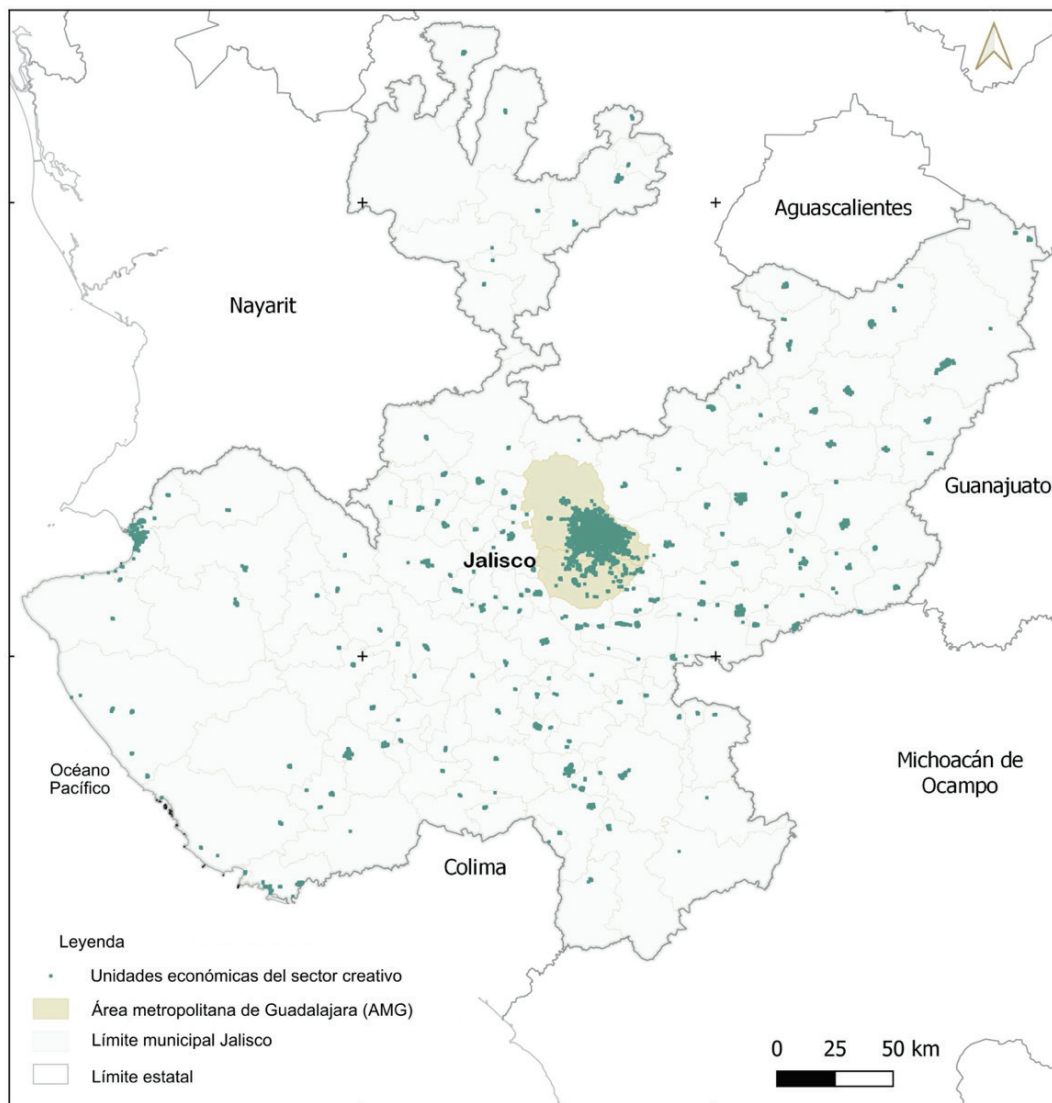 Aguascalientes
Nayarit
Guanajuato
Jalisco
Océano
Pacífico
Michoacán de
Ocampo
Colima
Leyenda
Unidades económicas del sector creativo
Área metropolitana de Guadalajara (AMG)
Límite municipal Jalisco
Límite estatal
0 25 50 km